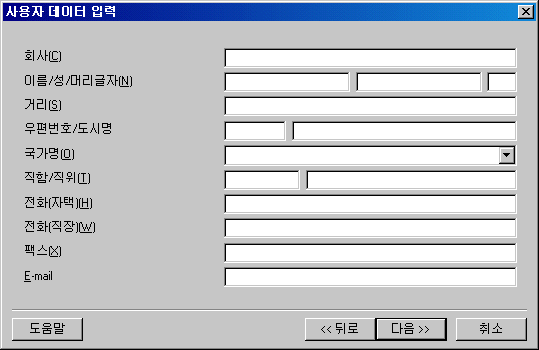 사용자 데이터 입력
회사(C)
이름/성/머리글자(N)
거리(S)
우편번호/도시명
국가명(O)
직함/직위(T)
전화(자택)(H)
전화(직장)(W)
팩스(X)
E-mail
도움말 << 뒤로 다음 >> 취소